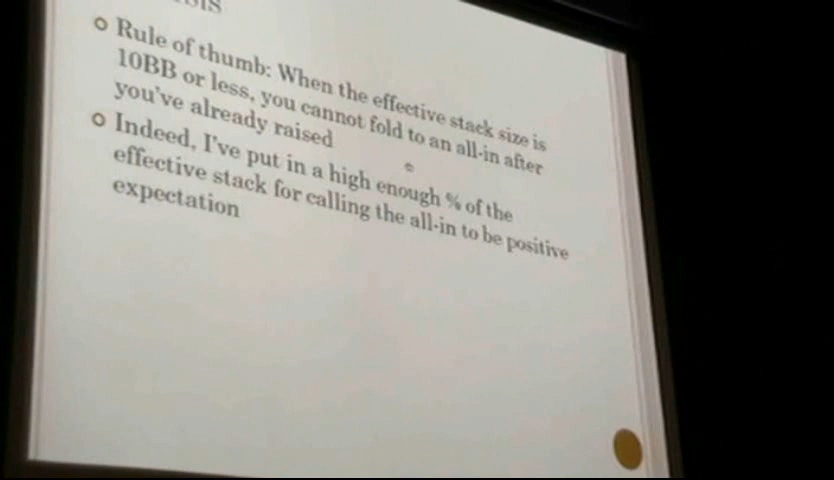 Rule of thumb: When the effective stack size is
10BB or less, you cannot fold to an all-in after
you've already raised
Indeed, I've put in a high enough % of the
effective stack for calling the all-in to be positive
expectation